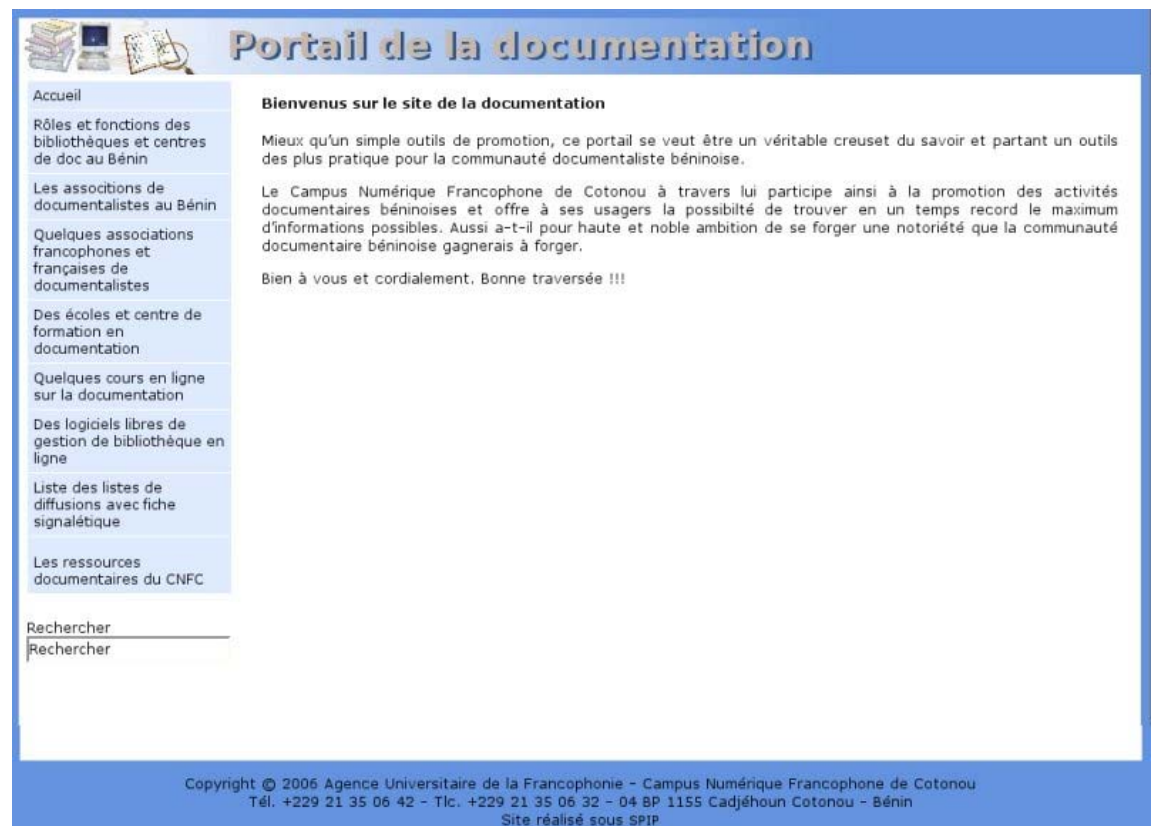 Portail de la documentation
Accueil
Rôles et fonctions des
bibliothèques et centres
de doc au Bénin
Les associtions de
documentalistes au Bénin
Quelques associations
francophones et
françaises de
documentalistes
Des écoles et centre de
formation en
documentation
Quelques cours en ligne
sur la documentation
Des logiciels libres de
gestion de bibliothèque en
ligne
Liste des listes de
diffusions avec fiche
signalétique
Les ressources
documentaires du CNFC
Rechercher
Rechercher
Bienvenus sur le site de la documentation
Mieux qu'un simple outils de promotion, ce portail se veut être un véritable creuset du savoir et partant un outils
des plus pratique pour la communauté documentaliste béninoise.
Le Campus Numérique Francophone de Cotonou à travers lui participe ainsi à la promotion des activités
documentaires béninoises et offre à ses usagers la possibilté de trouver en un temps record le maximum
d'informations possibles. Aussi a-t-il pour haute et noble ambition de se forger une notoriété que la communauté
documentaire béninoise gagnerais à forger.
Bien à vous et cordialement. Bonne traversée !!!
Copyright © 2006 Agence Universitaire de la Francophonie - Campus Numérique Francophone de Cotonou
Tél. +229 21 35 06 42 - Tlc. +229 21 35 06 32 - 04 BP 1155 Cadjéhoun Cotonou - Bénin
Site réalisé sous SPIP